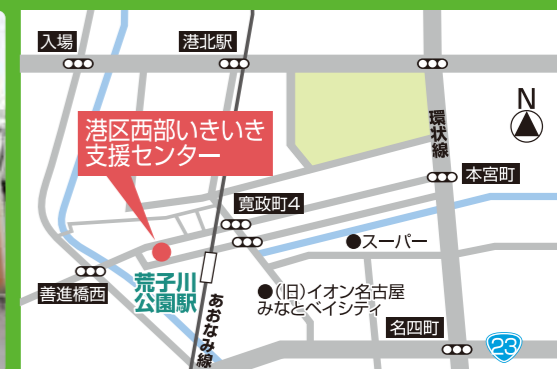 入場
港北駅
N
港区西部いきいき
支援センター
環状線
本宮町
寛政町4
●スーパー
荒子川
公園駅
善進橋西
あおなみ線
●(旧)イオン名古屋
みなとベイシティ
名四町
23